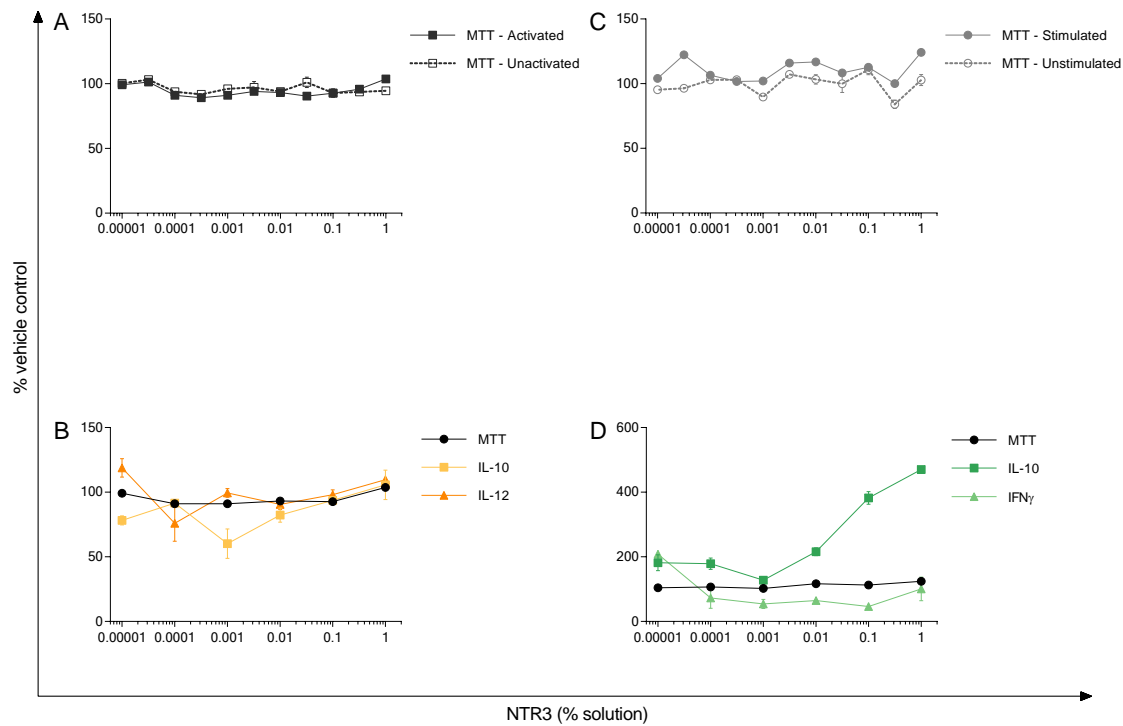 A
150
100
50
0
0.00001 0.0001 0.001 0.01 0.1 1
MTT - Activated
MTT - Unactivated
C
150
100
50
0
0.00001 0.0001 0.001 0.01 0.1 1
MTT - Stimulated
MTT - Unstimulated
% vehicle control
B
150
100
50
0
0.00001 0.0001 0.001 0.01 0.1 1
MTT
IL-10
IL-12
D
600
400
200
0
0.00001 0.0001 0.001 0.01 0.1 1
MTT
IL-10
IFNγ
NTR3 (% solution)